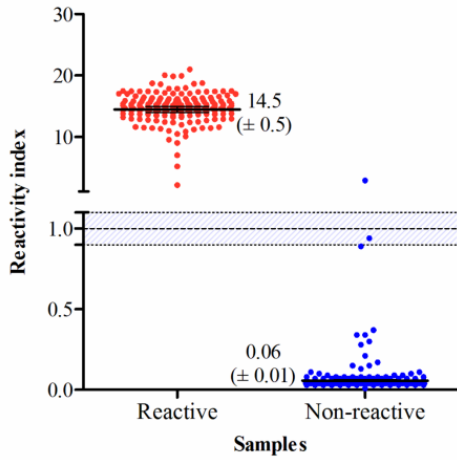 30
20
10
1.0
0.5
0.0
Reactivity index
14.5
(± 0.5)
0.06
(± 0.01)
Reactive
Non-reactive
Samples